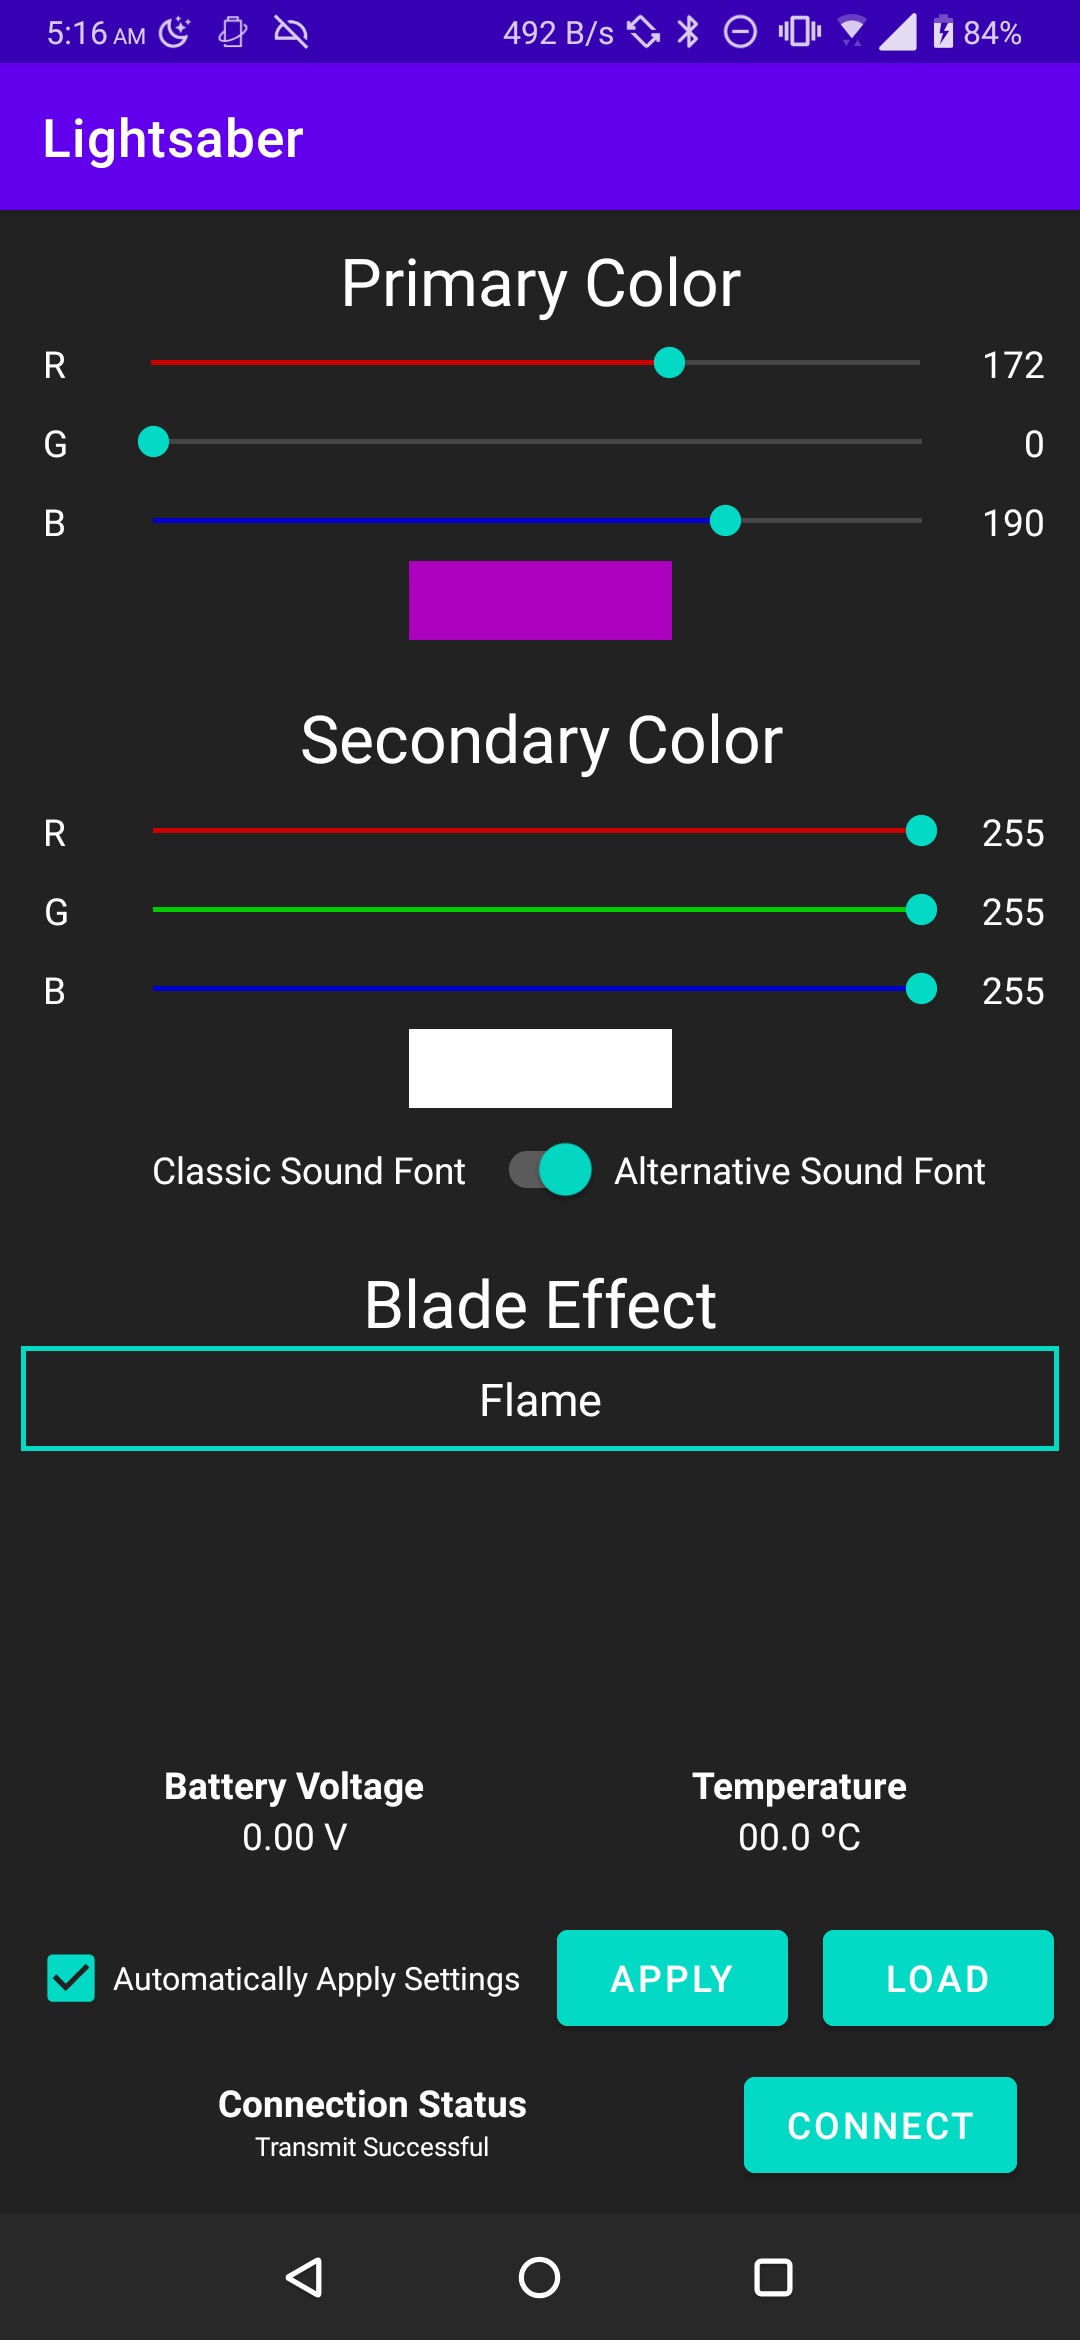 5:16 AM 492 B/s 84%
Lightsaber
Primary Color
R 172
G 0
B 190
Secondary Color
R 255
G 255
B 255
Classic Sound Font Alternative Sound Font
Blade Effect
Flame
Battery Voltage Temperature
0.00 V 00.0 ºC
Automatically Apply Settings APPLY LOAD
Connection Status
Transmit Successful
CONNECT